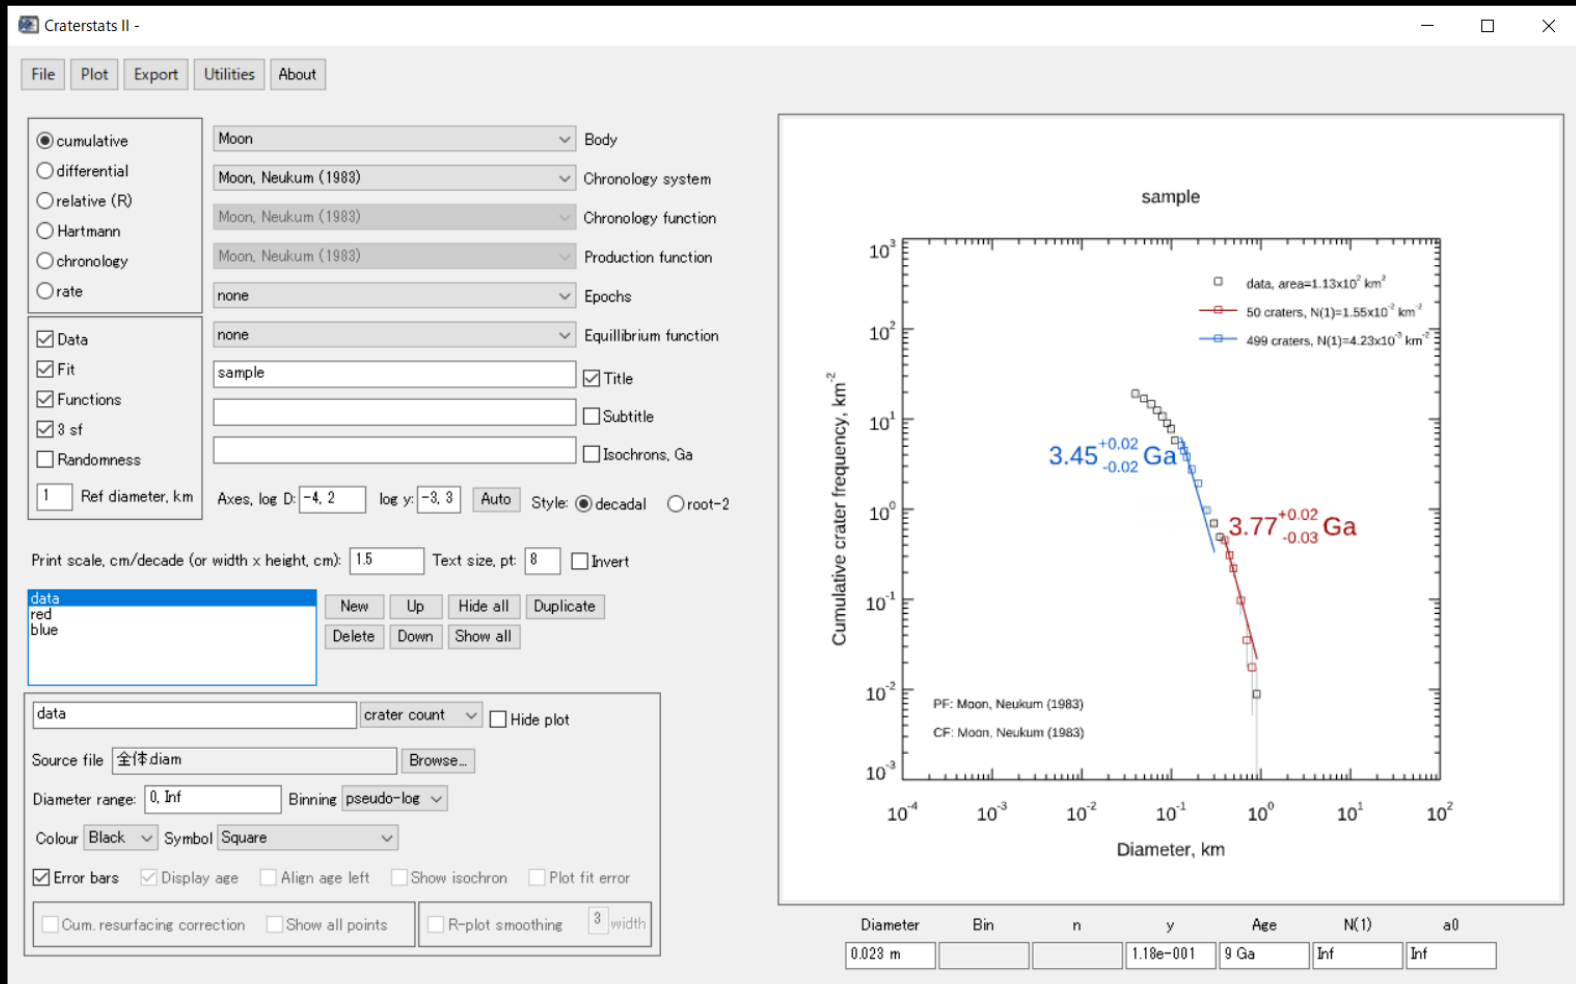 Craterstats II -
File Plot Export Utilities About
cumulative
differential
relative (R)
Hartmann
chronology
rate
Moon Body
Moon, Neukum (1983) Chronology system
Moon, Neukum (1983) Chronology function
Moon, Neukum (1983) Production function
none Epochs
none Equillibrium function
Data
Fit
Functions
3 sf
Randomness
1 Ref diameter, km
sample Title
Subtitle
Isochrons, Ga
Axes, log D: -4, 2 log y: -3, 3 Auto Style: decadal root-2
Print scale, cm/decade (or width x height, cm): 1.5 Text size, pt: 8 Invert
data
red
blue
New Up Hide all Duplicate
Delete Down Show all
data crater count Hide plot
Source file 全体.diam Browse...
Diameter range: 0, Inf Binning pseudo-log
Colour Black Symbol Square
Error bars Display age Align age left Show isochron Plot fit error
Cum. resurfacing correction Show all points R-plot smoothing 3 width
sample
data, area=1.13x10² km²
50 craters, N(1)=1.55x10⁻² km⁻²
499 craters, N(1)=4.23x10⁻³ km⁻²
Cumulative crater frequency, km⁻²
10³
10²
10¹
10⁰
10⁻¹
10⁻²
10⁻³
3.45 +0.02 -0.02 Ga
3.77 +0.02 -0.03 Ga
PF: Moon, Neukum (1983)
CF: Moon, Neukum (1983)
10⁻⁴ 10⁻³ 10⁻² 10⁻¹ 10⁰ 10¹ 10²
Diameter, km
Diameter Bin n y Age N(1) a0
0.023 m 1.18e-001 9 Ga Inf Inf